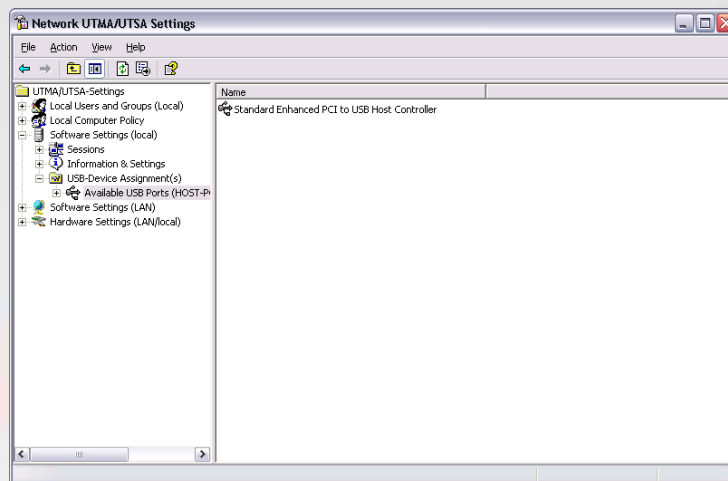 Network UTMA/UTSA Settings
File Action View Help
UTMA/UTSA-Settings
Local Users and Groups (Local)
Local Computer Policy
Software Settings (local)
Sessions
Information & Settings
USB-Device Assignment(s)
Available USB Ports (HOST-P
Software Settings (LAN)
Hardware Settings (LAN/local)
Name
Standard Enhanced PCI to USB Host Controller